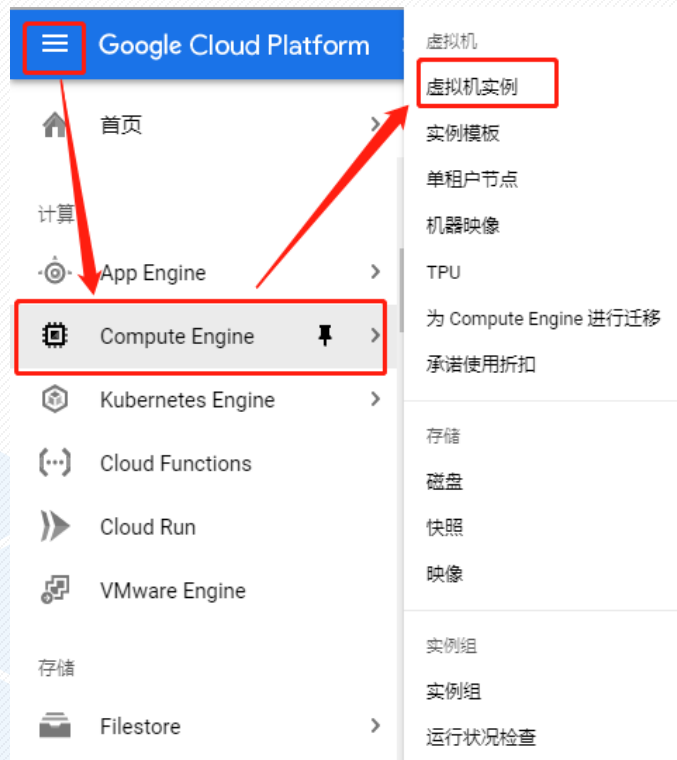 Google Cloud Platform
首页
计算
App Engine
Compute Engine
Kubernetes Engine
Cloud Functions
Cloud Run
VMware Engine
存储
Filestore
虚拟机
虚拟机实例
实例模板
单租户节点
机器映像
TPU
为 Compute Engine 进行迁移
承诺使用折扣
存储
磁盘
快照
映像
实例组
实例组
运行状况检查